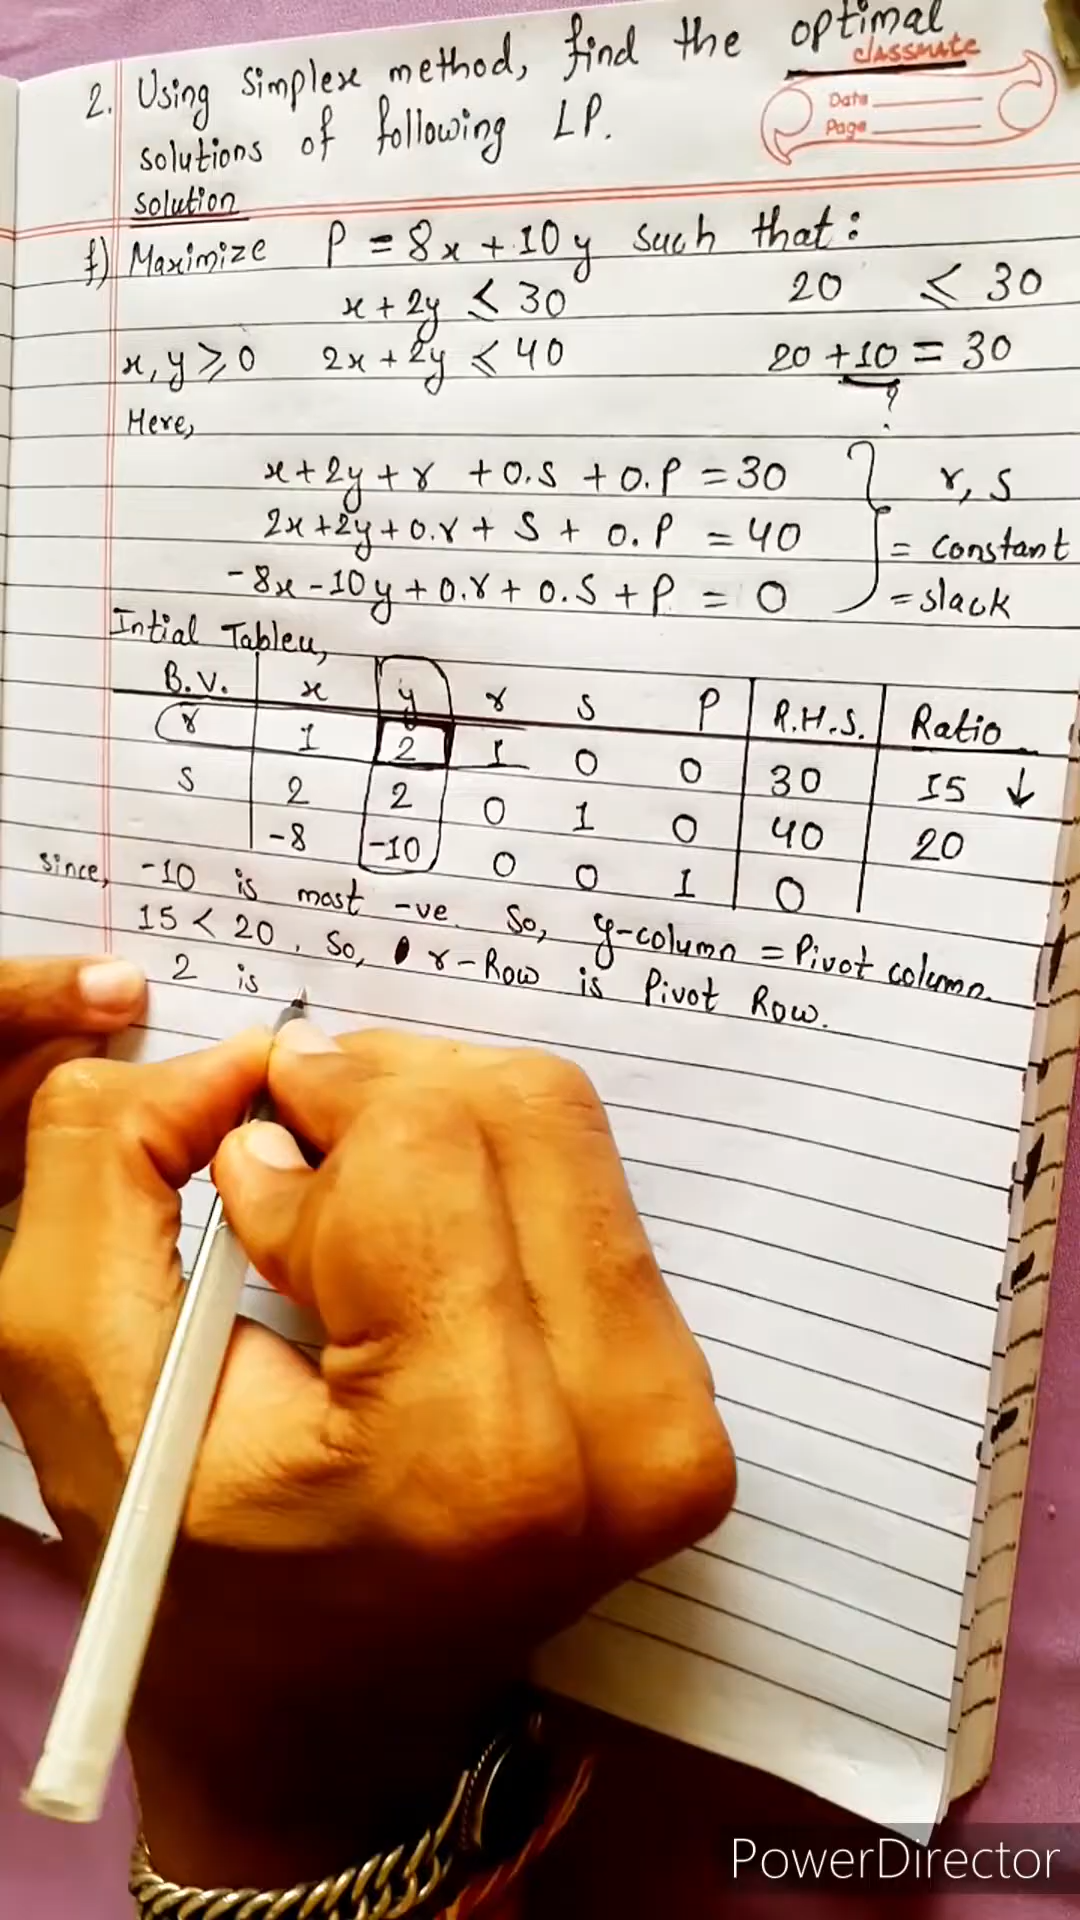 2. Using Simplex method, find the optimal
classmate
Date
Page
solutions of following LP.
solution
f) Maximize P = 8x + 10y such that:
x + 2y ≤ 30 20 ≤ 30
x, y ≥ 0 2x + 2y ≤ 40 20 + 10 = 30
?
Here,
x + 2y + r + 0.S + 0.P = 30 r, s
2x + 2y + 0.r + S + 0.P = 40 = constant
-8x - 10y + 0.r + 0.S + P = 0 = slack
Intial Tableu,
B.V. x y r S P R.H.S. Ratio
r 1 2 1 0 0 30 15 ↓
S 2 2 0 1 0 40 20
-8 -10 0 0 1 0
Since, -10 is most -ve. So, y-column = Pivot column.
15 < 20. So, r-Row is Pivot Row.
2 is
PowerDirector